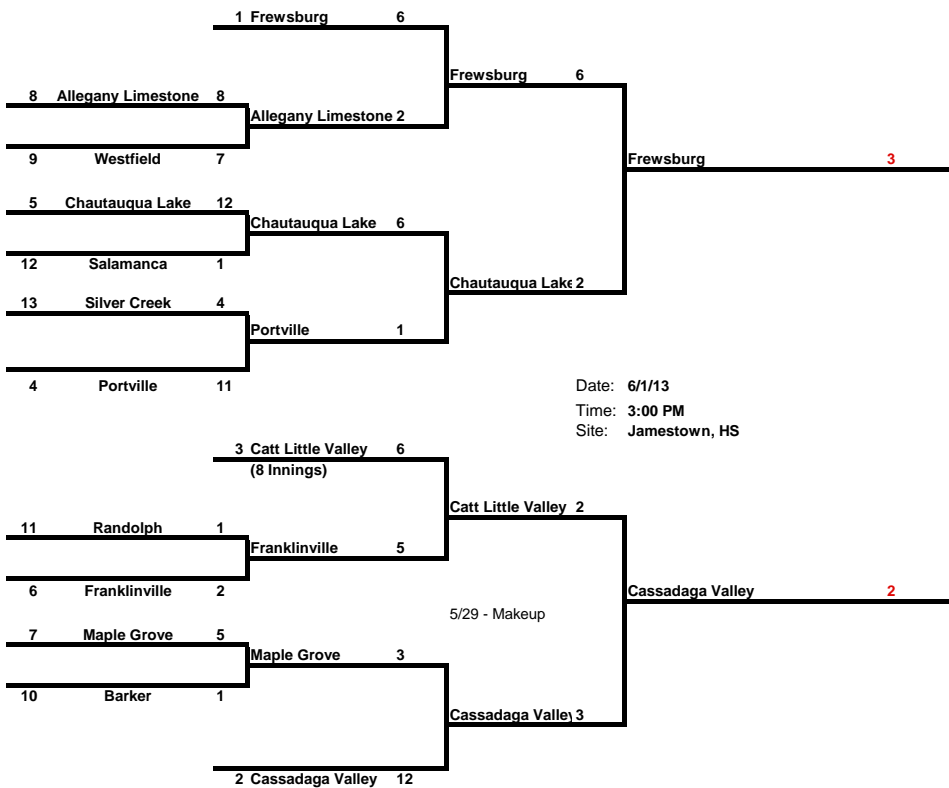 1 Frewsburg 6
Frewsburg 6
8 Allegany Limestone 8
Allegany Limestone 2
9 Westfield 7
Frewsburg 3
5 Chautauqua Lake 12
Chautauqua Lake 6
12 Salamanca 1
Chautauqua Lake 2
13 Silver Creek 4
Portville 1
4 Portville 11
Date: 6/1/13
Time: 3:00 PM
Site: Jamestown, HS
3 Catt Little Valley 6
(8 Innings)
Catt Little Valley 2
11 Randolph 1
Franklinville 5
6 Franklinville 2
Cassadaga Valley 2
5/29 - Makeup
7 Maple Grove 5
Maple Grove 3
10 Barker 1
Cassadaga Valley 3
2 Cassadaga Valley 12